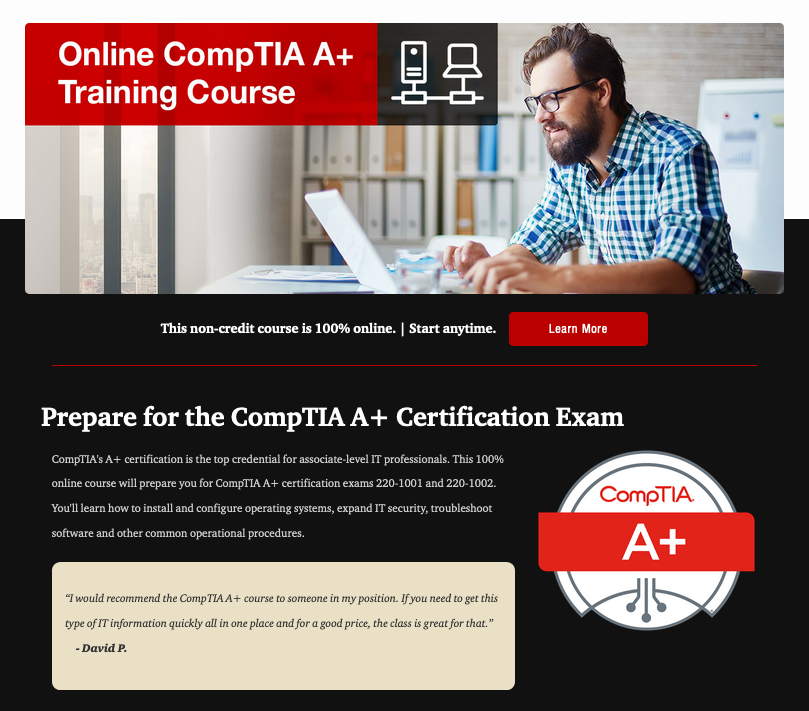 Online CompTIA A+
Training Course
This non-credit course is 100% online. | Start anytime.
Learn More
Prepare for the CompTIA A+ Certification Exam
CompTIA's A+ certification is the top credential for associate-level IT professionals. This 100%
online course will prepare you for CompTIA A+ certification exams 220-1001 and 220-1002.
You'll learn how to install and configure operating systems, expand IT security, troubleshoot
software and other common operational procedures.
CompTIA.
A+
“I would recommend the CompTIA A+ course to someone in my position. If you need to get this
type of IT information quickly all in one place and for a good price, the class is great for that.”
- David P.